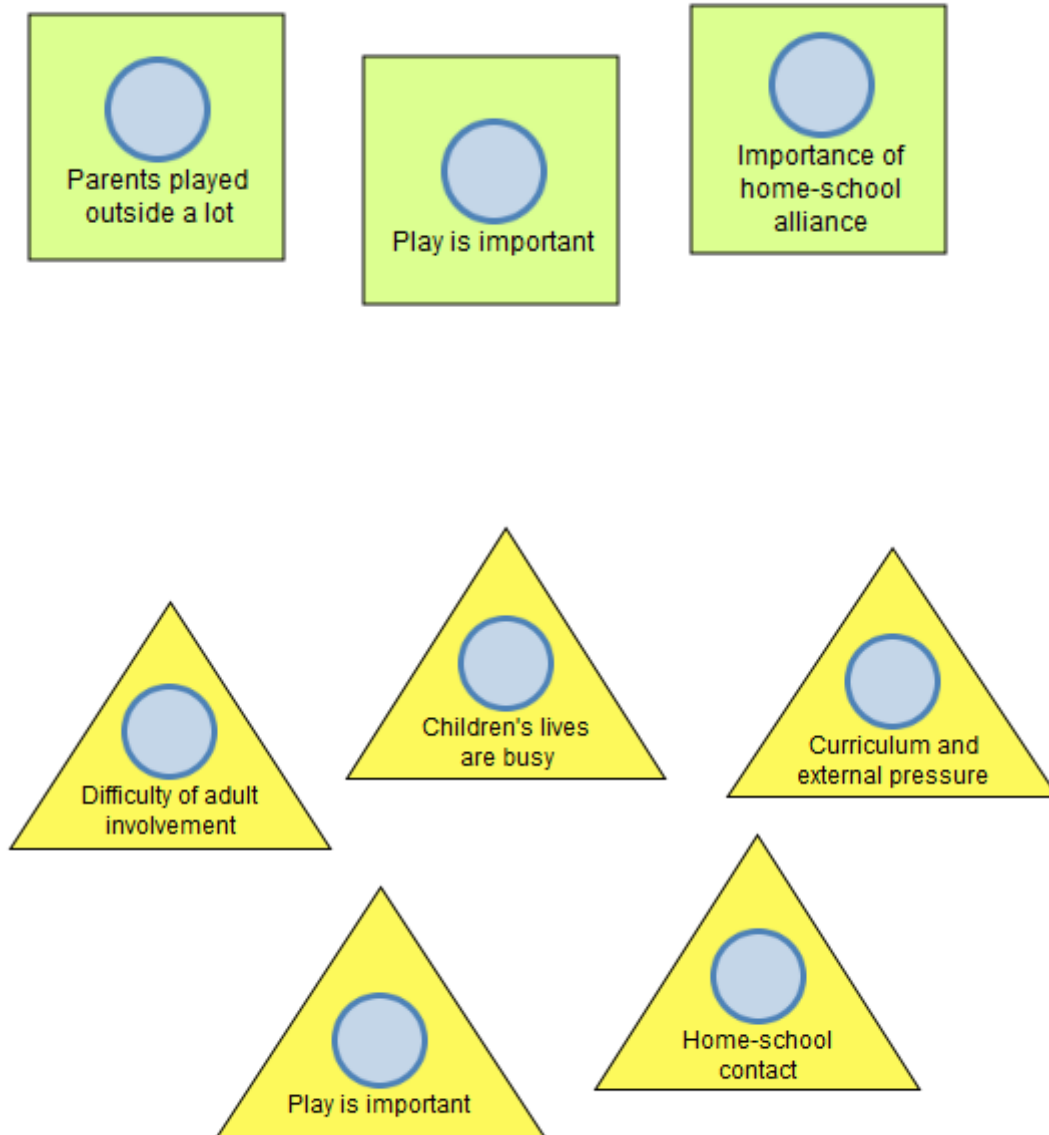 Parents played
outside a lot
Play is important
Importance of
home-school
alliance
Difficulty of adult
involvement
Children's lives
are busy
Curriculum and
external pressure
Play is important
Home-school
contact